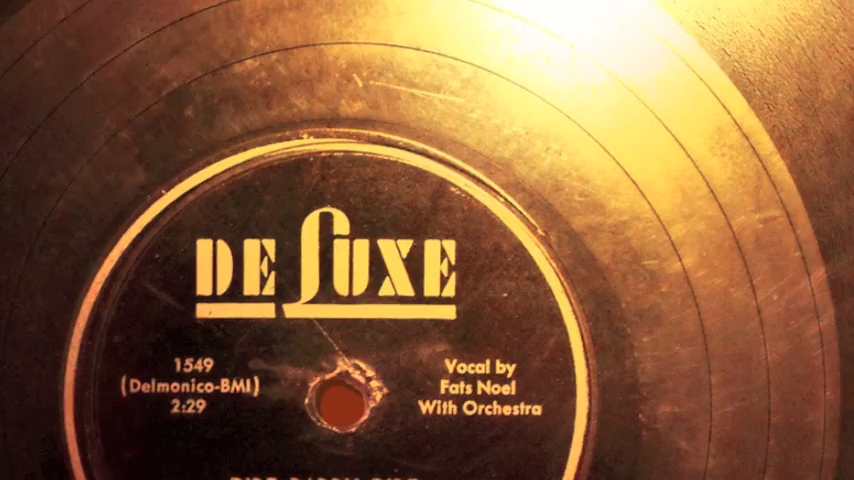 DE LUXE
1549
(Delmonico-BMI)
2:29
Vocal by
Fats Noel
With Orchestra